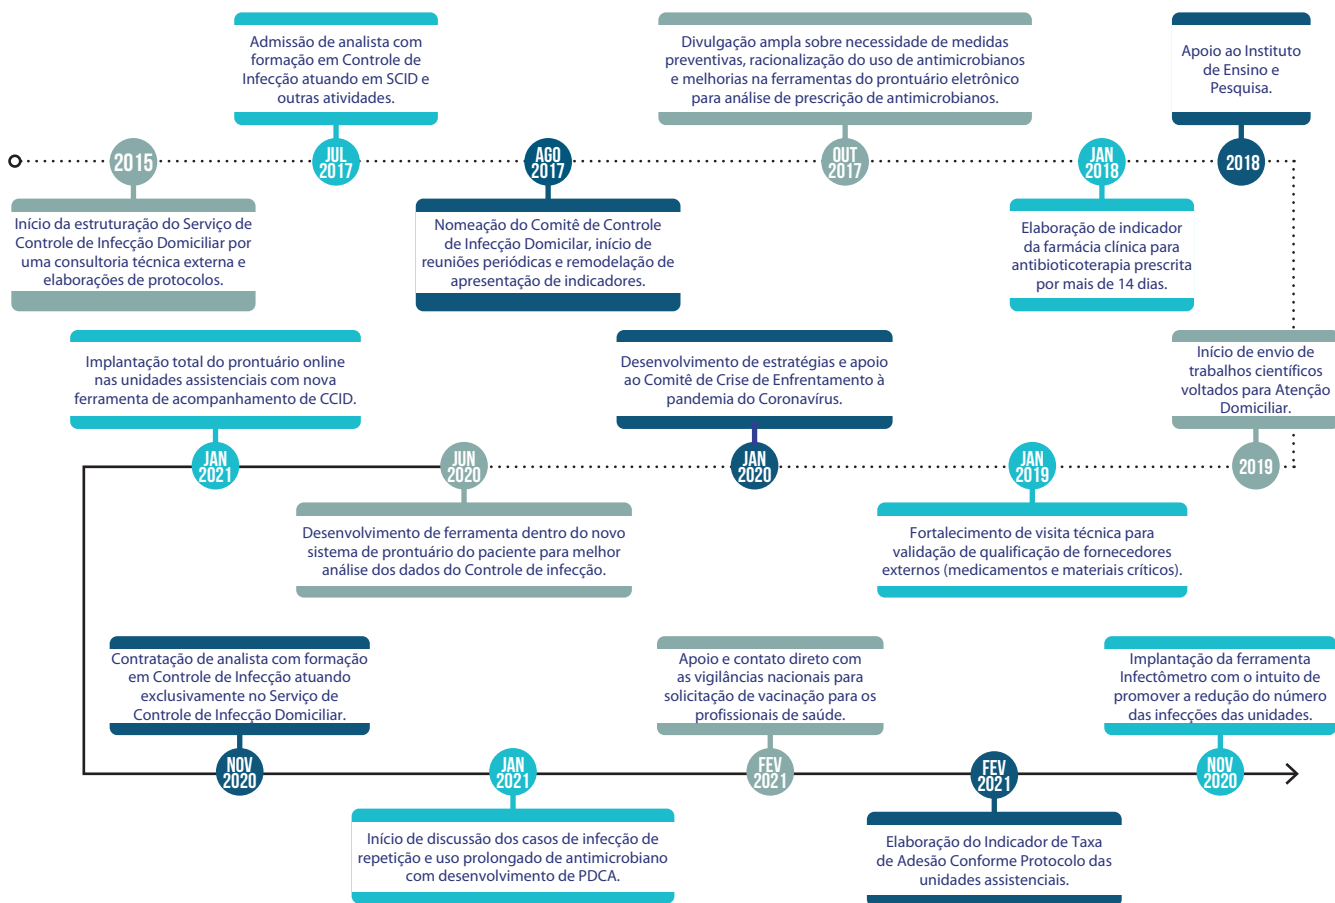 2015
Início da estruturação do Serviço de
Controle de Infecção Domiciliar por
uma consultoria técnica externa e
elaborações de protocolos.
Admissão de analista com
formação em Controle de
Infecção atuando em SCID e
outras atividades.
JUL
2017
AGO
2017
Nomeação do Comitê de Controle
de Infecção Domicilar, início de
reuniões periódicas e remodelação de
apresentação de indicadores.
Divulgação ampla sobre necessidade de medidas
preventivas, racionalização do uso de antimicrobianos
e melhorias na ferramentas do prontuário eletrônico
para análise de prescrição de antimicrobianos.
OUT
2017
JAN
2018
Elaboração de indicador
da farmácia clínica para
antibioticoterapia prescrita
por mais de 14 dias.
Apoio ao Instituto
de Ensino e
Pesquisa.
2018
Início de envio de
trabalhos científicos
voltados para Atenção
Domiciliar.
2019
JAN
2019
Fortalecimento de visita técnica para
validação de qualificação de fornecedores
externos (medicamentos e materiais críticos).
Desenvolvimento de estratégias e apoio
ao Comitê de Crise de Enfrentamento à
pandemia do Coronavírus.
JAN
2020
JUN
2020
Desenvolvimento de ferramenta dentro do novo
sistema de prontuário do paciente para melhor
análise dos dados do Controle de infecção.
Implantação total do prontuário online
nas unidades assistenciais com nova
ferramenta de acompanhamento de CCID.
JAN
2021
Contratação de analista com formação
em Controle de Infecção atuando
exclusivamente no Serviço de
Controle de Infecção Domiciliar.
NOV
2020
JAN
2021
Início de discussão dos casos de infecção de
repetição e uso prolongado de antimicrobiano
com desenvolvimento de PDCA.
Apoio e contato direto com
as vigilâncias nacionais para
solicitação de vacinação para os
profissionais de saúde.
FEV
2021
FEV
2021
Elaboração do Indicador de Taxa
de Adesão Conforme Protocolo das
unidades assistenciais.
Implantação da ferramenta
Infectômetro com o intuito de
promover a redução do número
das infecções das unidades.
NOV
2020